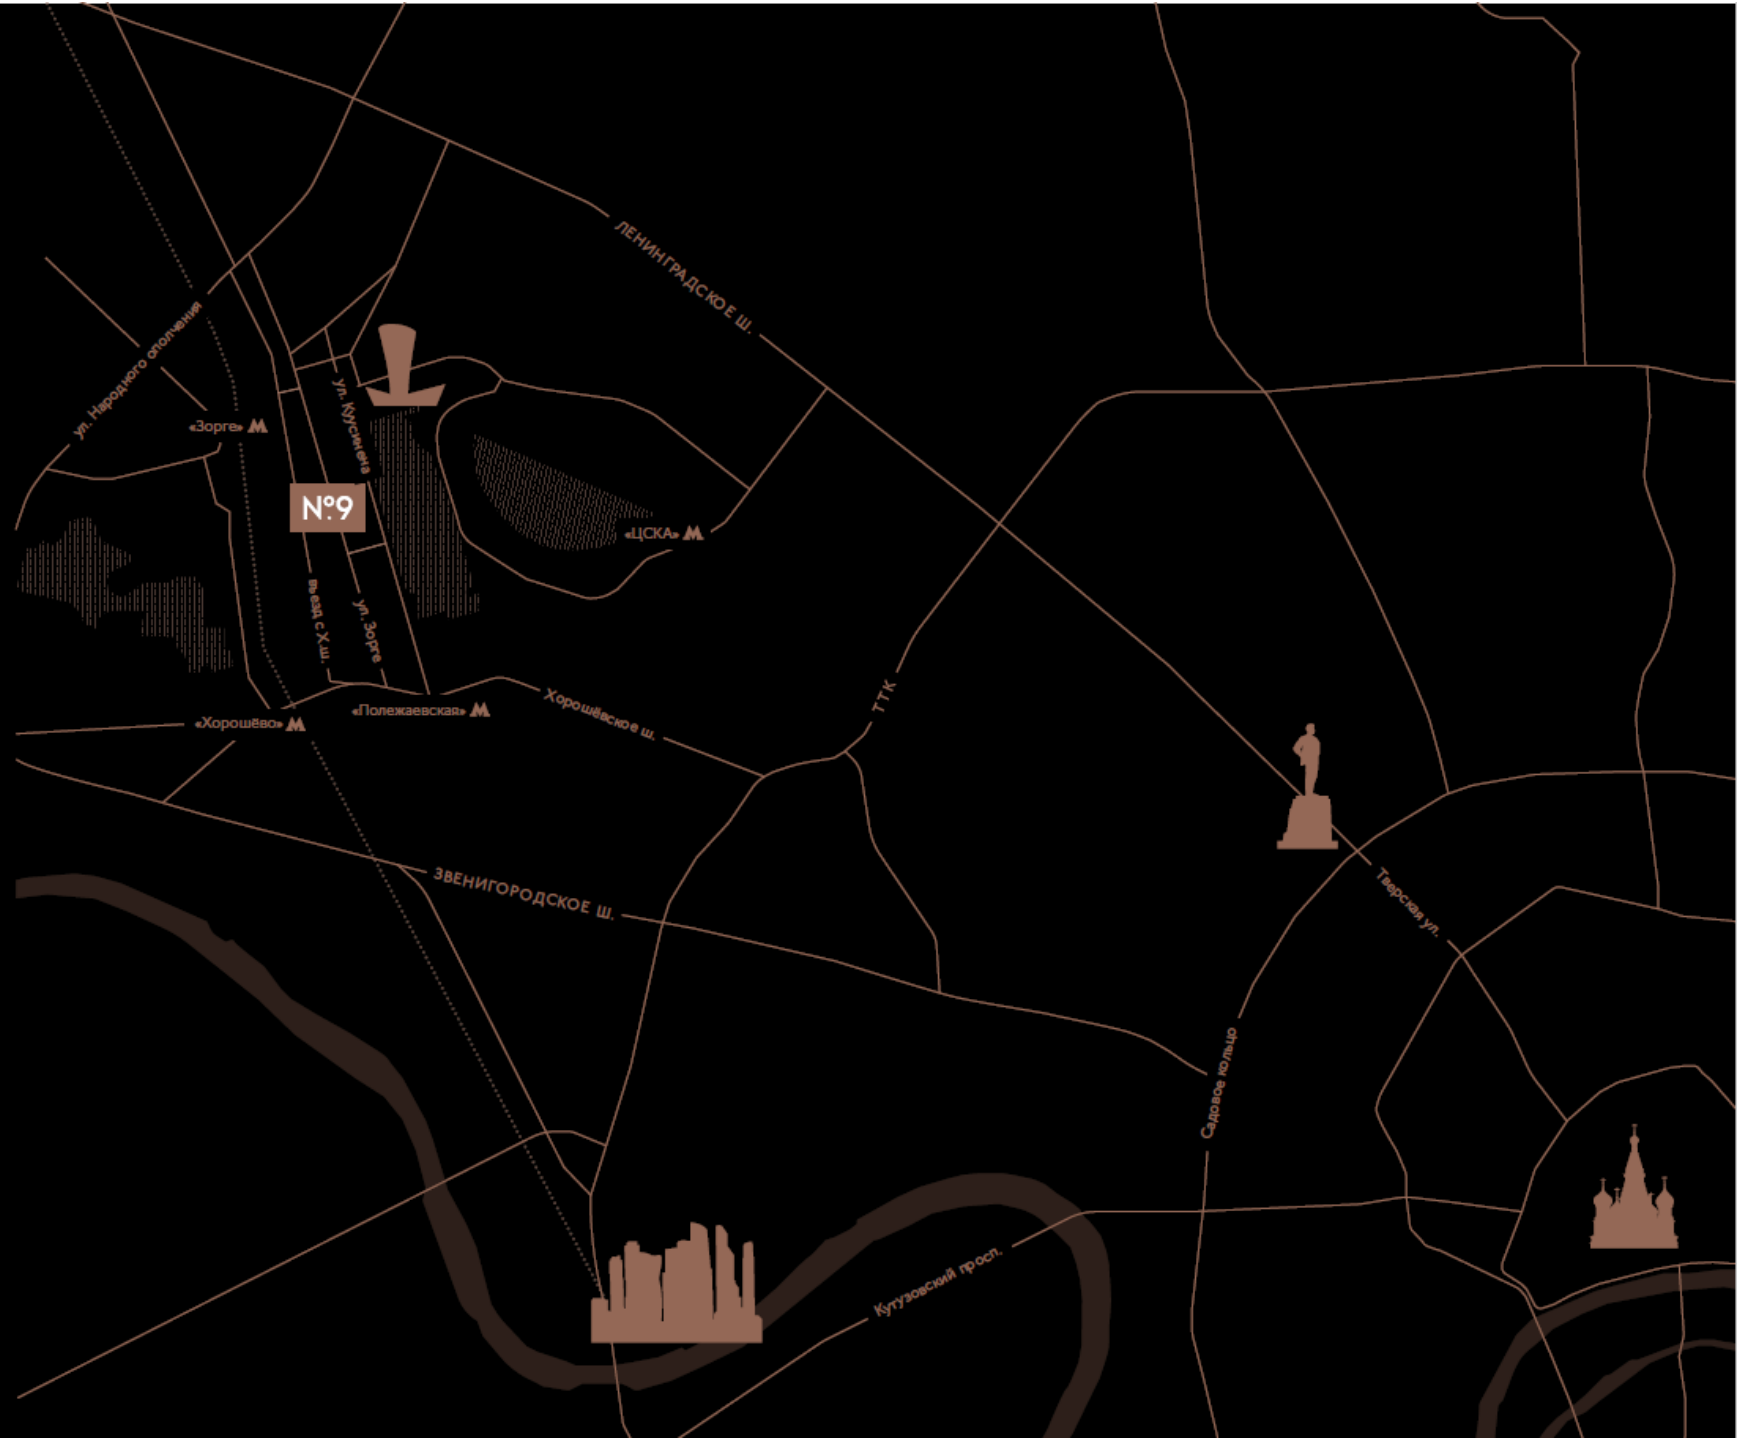 ЛЕНИНГРАДСКОЕ Ш.
ул. Народного ополчения
ул. Куусинена
«Зорге»
№9
«ЦСКА»
въезд с Х.ш.
ул. Зорге
ТТК
Хорошёвское ш.
«Полежаевская»
«Хорошёво»
ЗВЕНИГОРОДСКОЕ Ш.
Тверская ул.
Садовое кольцо
Кутузовский просп.